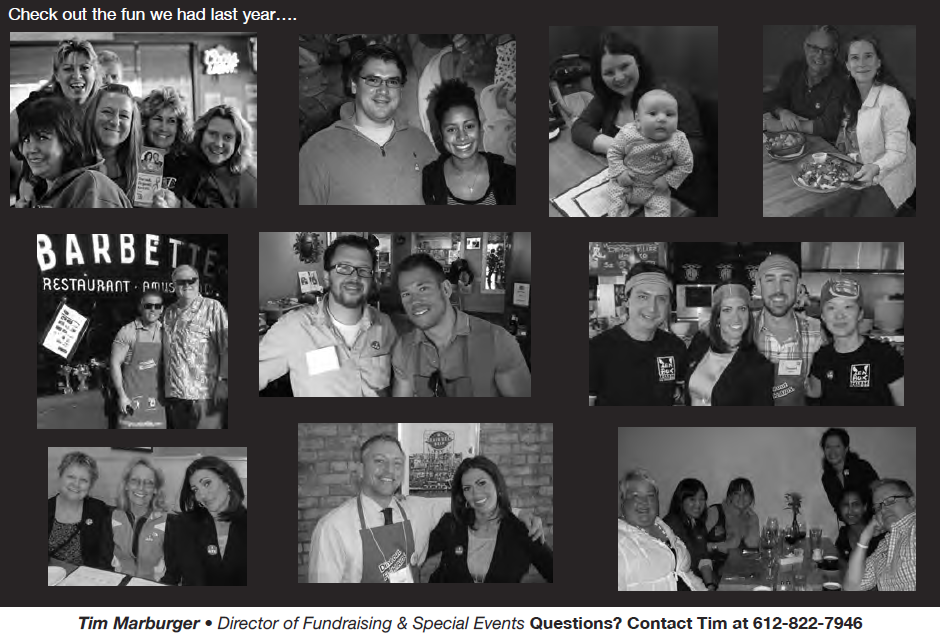 Check out the fun we had last year….
BARBETTE
RESTAURANT · AMUS
Tim Marburger • Director of Fundraising & Special Events Questions? Contact Tim at 612-822-7946